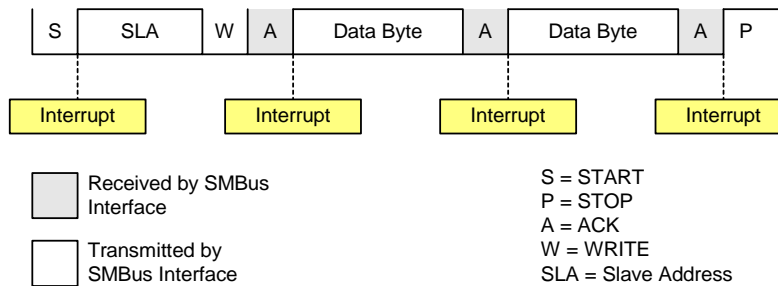 S SLA W A Data Byte A Data Byte A P
Interrupt Interrupt Interrupt Interrupt
Received by SMBus
Interface
Transmitted by
SMBus Interface
S = START
P = STOP
A = ACK
W = WRITE
SLA = Slave Address